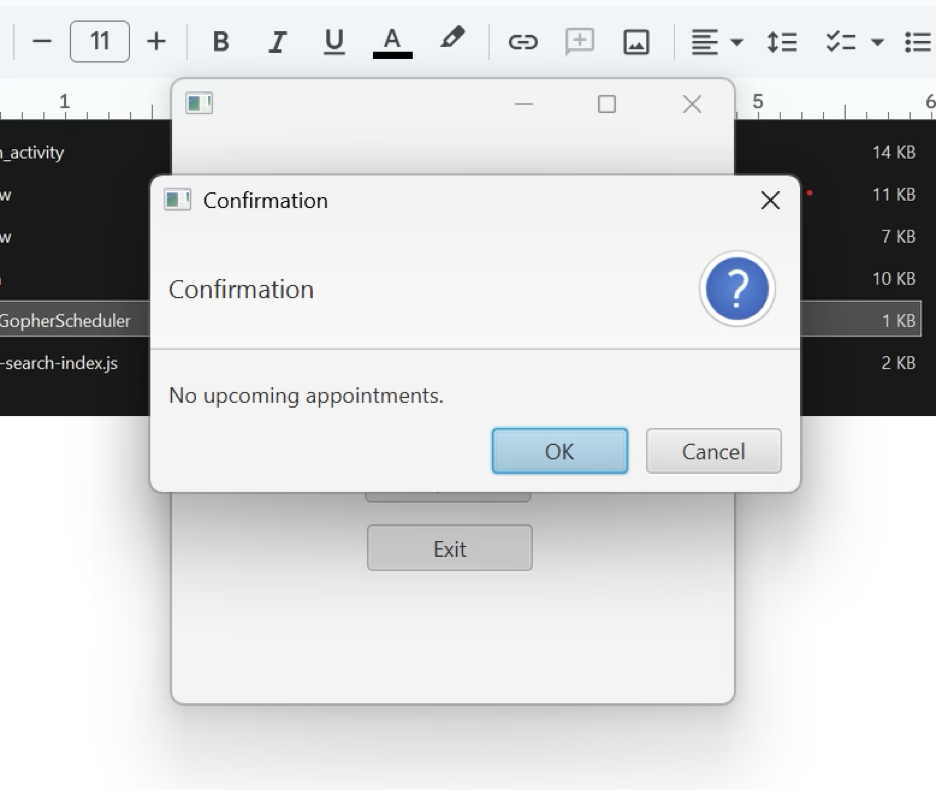 11
B I U A
1 5 6
_activity 14 KB
w 11 KB
w 7 KB
10 KB
GopherScheduler 1 KB
-search-index.js 2 KB
Confirmation
Confirmation
?
No upcoming appointments.
OK Cancel
Exit